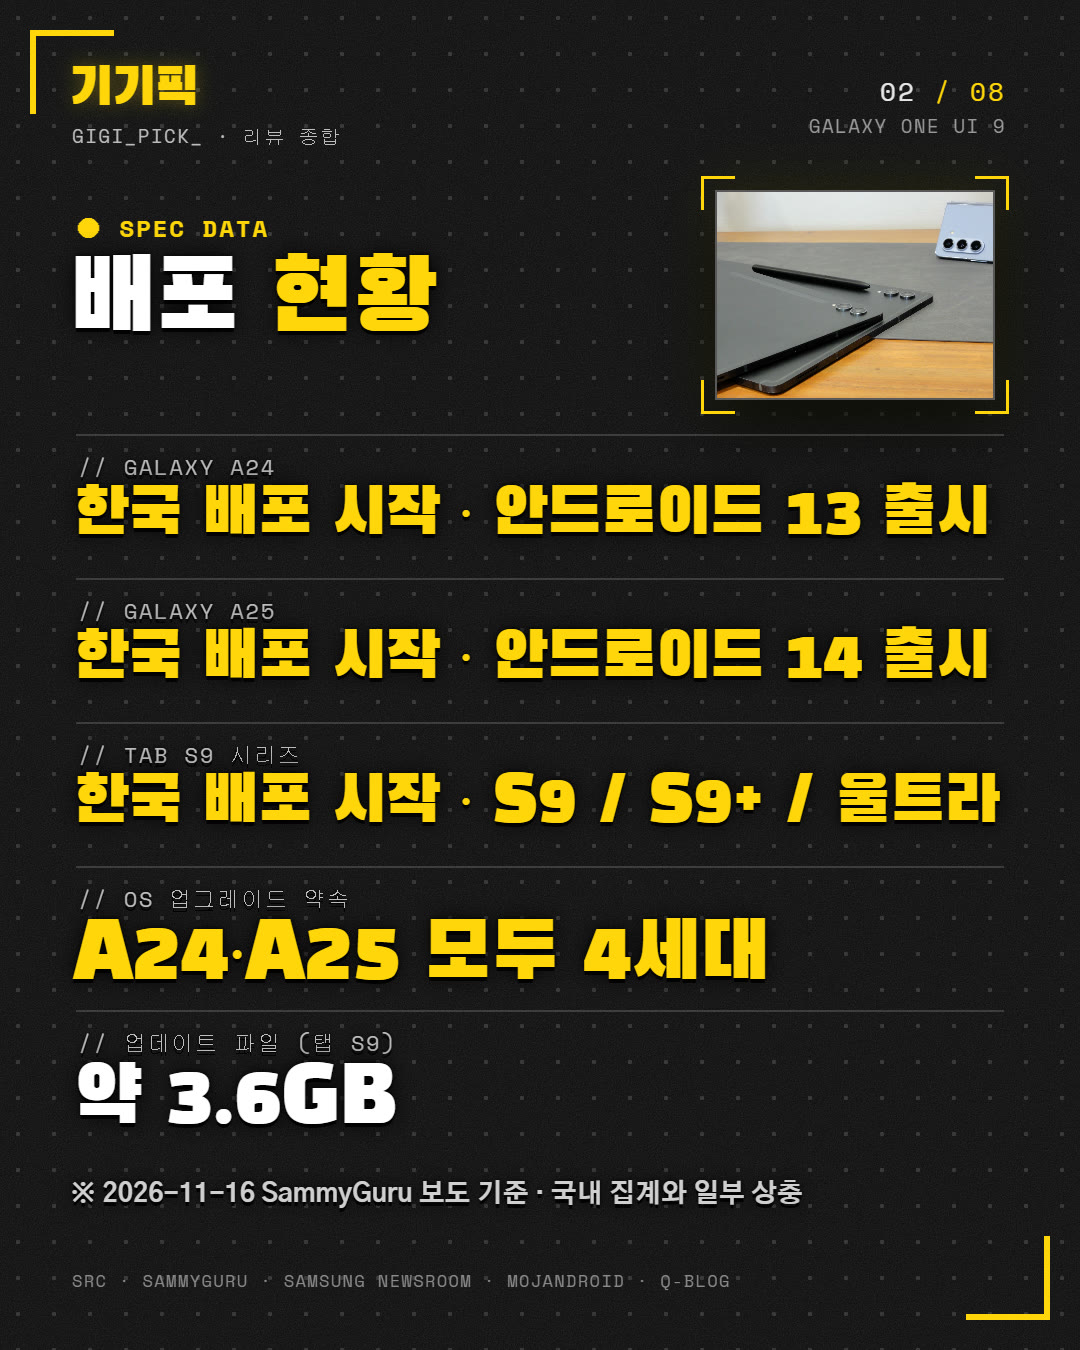 기기픽
GIGI_PICK_ · 리뷰 종합
02 / 08
GALAXY ONE UI 9
SPEC DATA
배포 현황
// GALAXY A24
한국 배포 시작 · 안드로이드 13 출시
// GALAXY A25
한국 배포 시작 · 안드로이드 14 출시
// TAB S9 시리즈
한국 배포 시작 · S9 / S9+ / 울트라
// OS 업그레이드 약속
A24·A25 모두 4세대
// 업데이트 파일 (탭 S9)
약 3.6GB
※ 2026-11-16 SammyGuru 보도 기준 · 국내 집계와 일부 상충
SRC · SAMMYGURU · SAMSUNG NEWSROOM · MOJANDROID · Q-BLOG